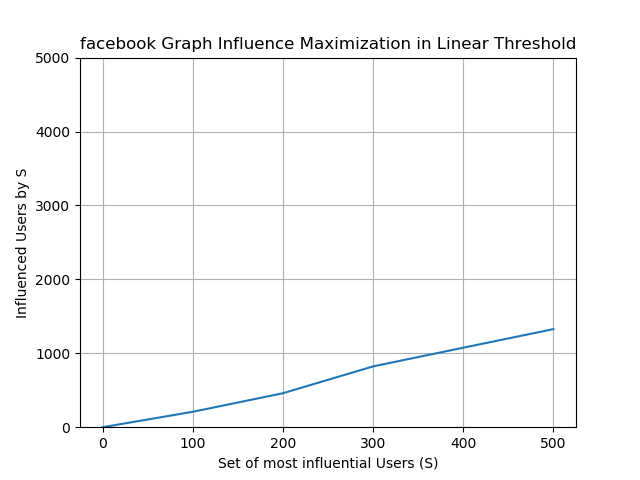 facebook Graph Influence Maximization in Linear Threshold
5000
4000
3000
2000
1000
0
Influenced Users by S
0 100 200 300 400 500
Set of most influential Users (S)